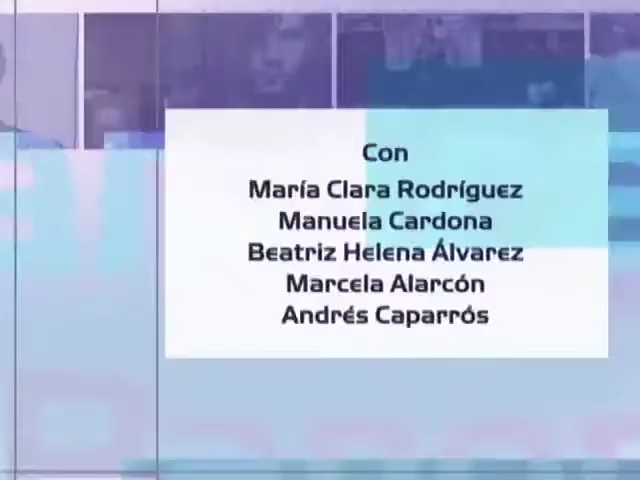 Con
María Clara Rodríguez
Manuela Cardona
Beatriz Helena Álvarez
Marcela Alarcón
Andrés Caparrós